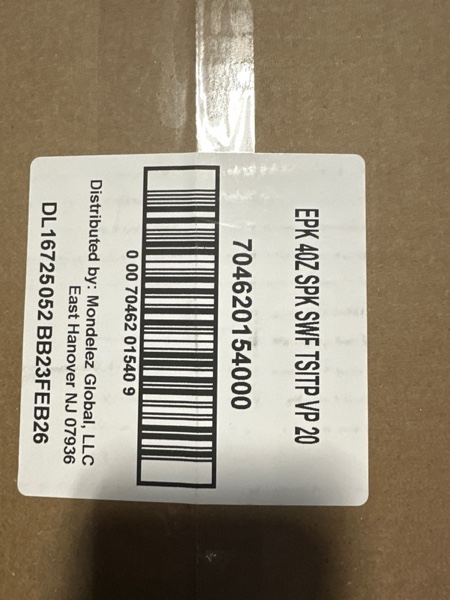 EPK 4OZ SPK SWF TSITP VP 20
704620154000
0 00 70462 01540 9
Distributed by: Mondelez Global, LLC
East Hanover NJ 07936
DL16725052 BB23FEB26